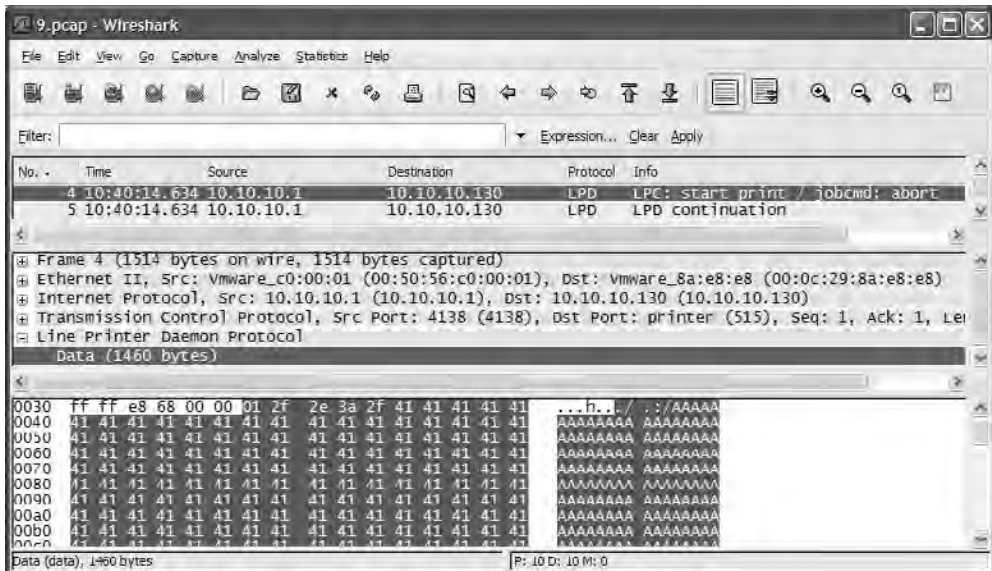 9.pcap - Wireshark
File Edit View Go Capture Analyze Statistics Help
Filter: Expression... Clear Apply
No. Time Source Destination Protocol Info
4 10:40:14.634 10.10.10.1 10.10.10.130 LPD LPC: start print / jobcmd: abort
5 10:40:14.634 10.10.10.1 10.10.10.130 LPD LPD continuation
Frame 4 (1514 bytes on wire, 1514 bytes captured)
Ethernet II, Src: Vmware_c0:00:01 (00:50:56:c0:00:01), Dst: Vmware_8a:e8:e8 (00:0c:29:8a:e8:e8)
Internet Protocol, Src: 10.10.10.1 (10.10.10.1), Dst: 10.10.10.130 (10.10.10.130)
Transmission Control Protocol, Src Port: 4138 (4138), Dst Port: printer (515), Seq: 1, Ack: 1, Ler
Line Printer Daemon Protocol
Data (1460 bytes)
0030 ff ff e8 68 00 00 01 2f 2e 3a 2f 41 41 41 41 41 ...h../ .:/AAAAA
0040 41 41 41 41 41 41 41 41 41 41 41 41 41 41 41 41 AAAAAAAA AAAAAAAA
0050 41 41 41 41 41 41 41 41 41 41 41 41 41 41 41 41 AAAAAAAA AAAAAAAA
0060 41 41 41 41 41 41 41 41 41 41 41 41 41 41 41 41 AAAAAAAA AAAAAAAA
0070 41 41 41 41 41 41 41 41 41 41 41 41 41 41 41 41 AAAAAAAA AAAAAAAA
0080 41 41 41 41 41 41 41 41 41 41 41 41 41 41 41 41 AAAAAAAA AAAAAAAA
0090 41 41 41 41 41 41 41 41 41 41 41 41 41 41 41 41 AAAAAAAA AAAAAAAA
00a0 41 41 41 41 41 41 41 41 41 41 41 41 41 41 41 41 AAAAAAAA AAAAAAAA
00b0 41 41 41 41 41 41 41 41 41 41 41 41 41 41 41 41 AAAAAAAA AAAAAAAA
Data (data), 1460 bytes P: 10 D: 10 M: 0